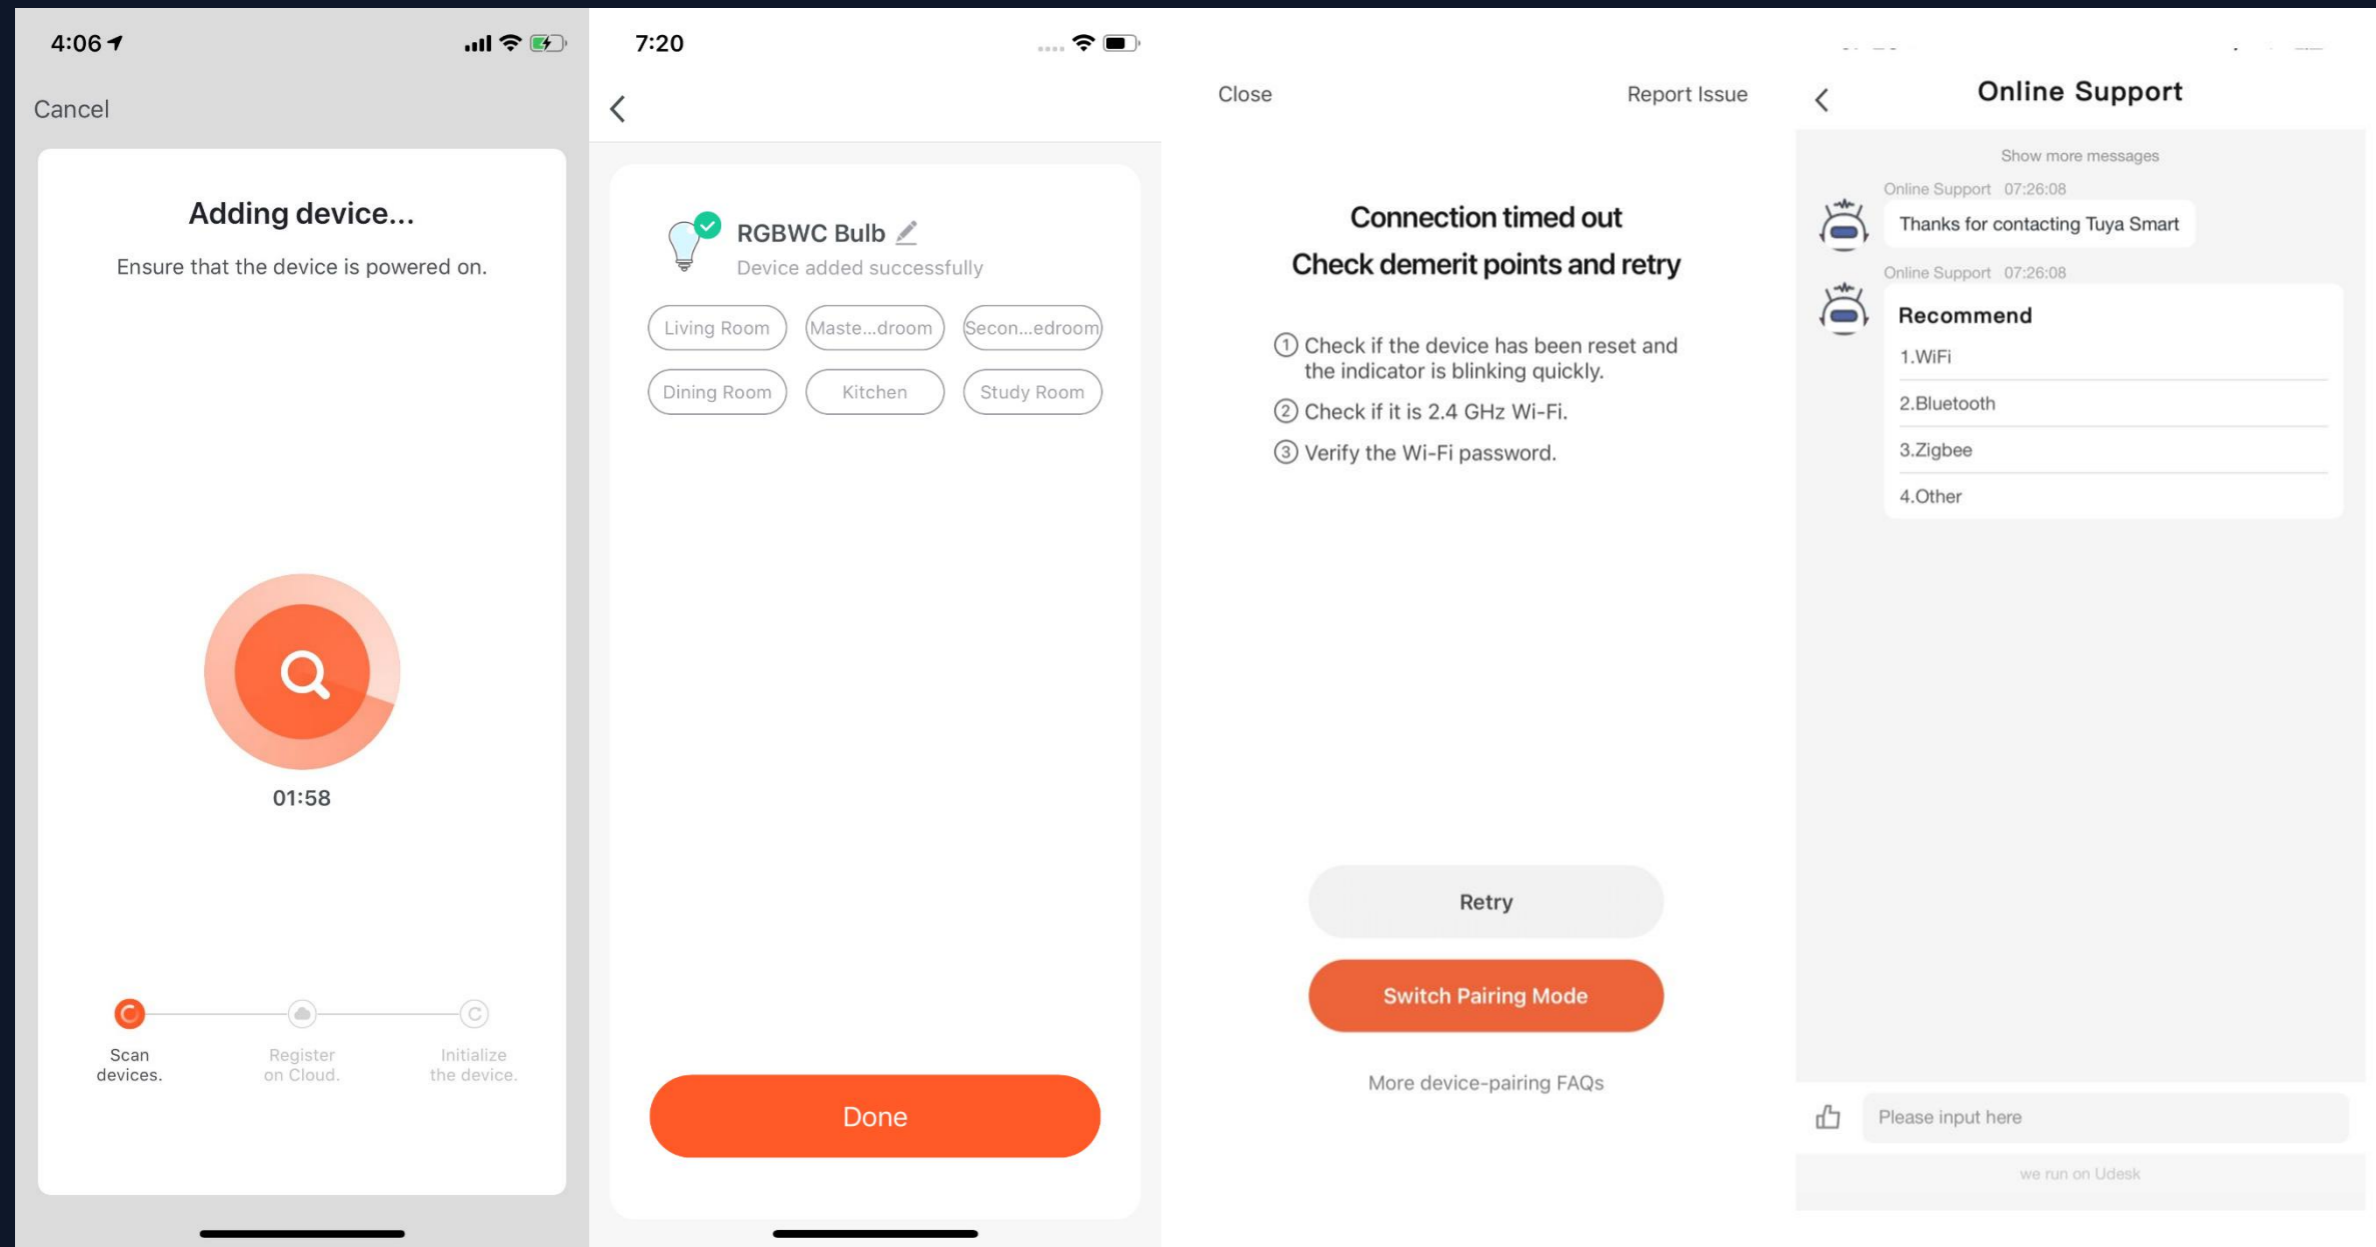 4:06
Cancel
Adding device...
Ensure that the device is powered on.
01:58
Scan
devices.
Register
on Cloud.
Initialize
the device.
7:20
RGBWC Bulb
Device added successfully
Living Room
Maste...droom
Secon...edroom
Dining Room
Kitchen
Study Room
Done
Close
Report Issue
Connection timed out
Check demerit points and retry
1 Check if the device has been reset and
the indicator is blinking quickly.
2 Check if it is 2.4 GHz Wi-Fi.
3 Verify the Wi-Fi password.
Retry
Switch Pairing Mode
More device-pairing FAQs
Online Support
Show more messages
Online Support 07:26:08
Thanks for contacting Tuya Smart
Online Support 07:26:08
Recommend
1.WiFi
2.Bluetooth
3.Zigbee
4.Other
Please input here
we run on Udesk